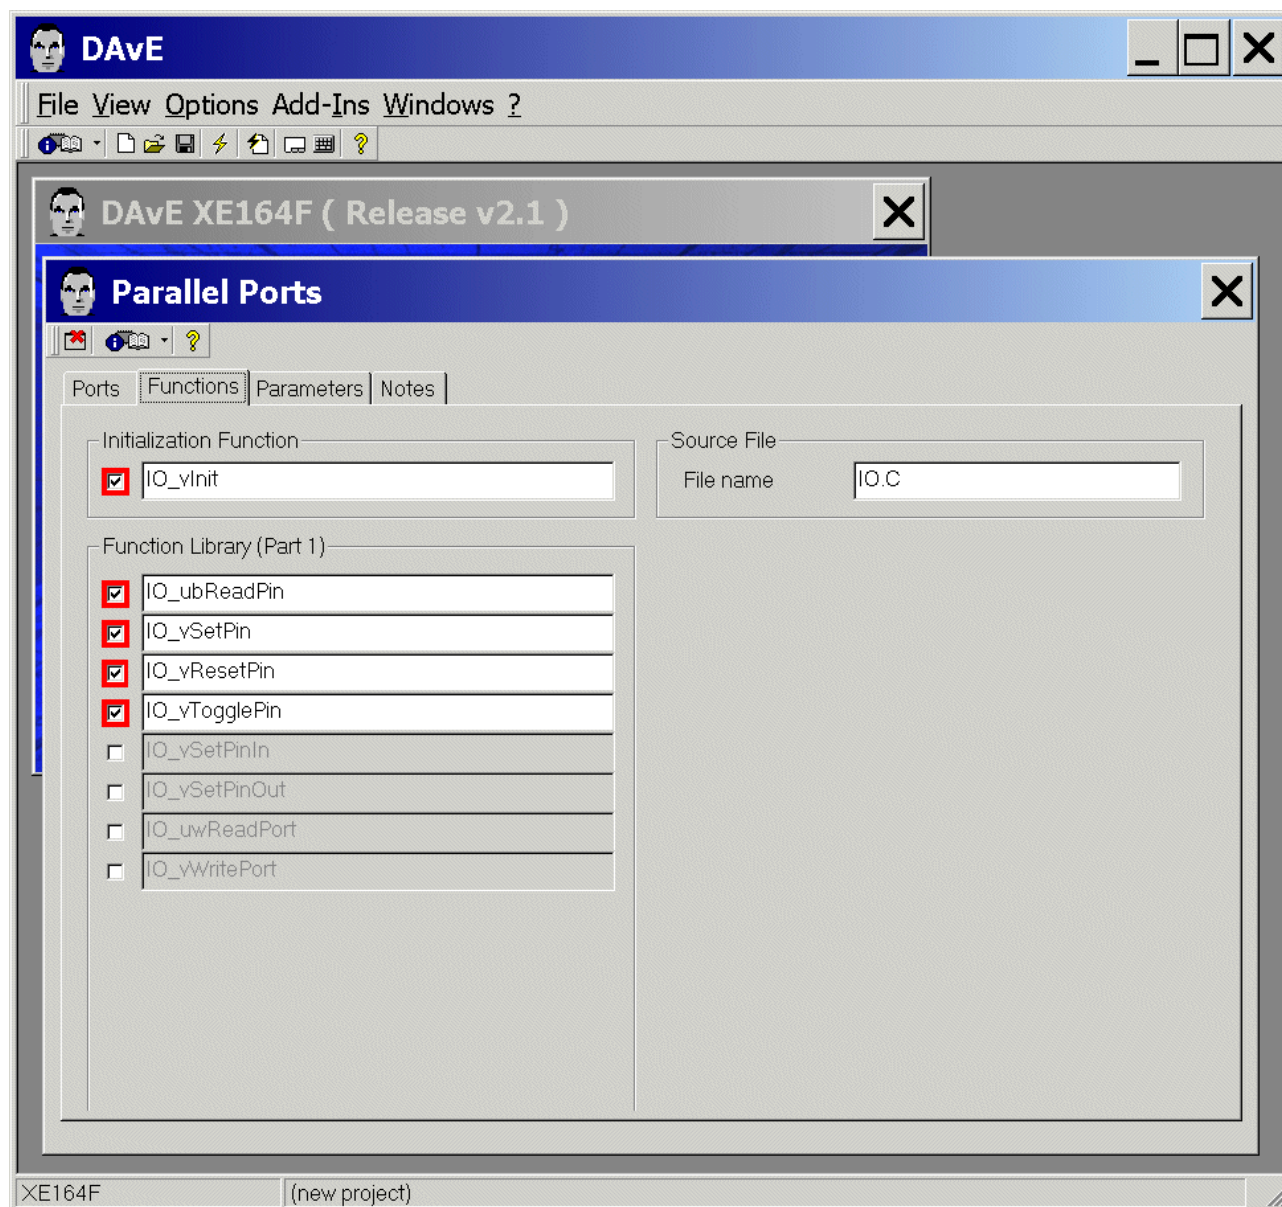 DAvE
File View Options Add-Ins Windows ?
DAvE XE164F ( Release v2.1 )
Parallel Ports
Ports Functions Parameters Notes
Initialization Function
IO_vInit
Source File
File name IO.C
Function Library (Part 1)
IO_ubReadPin
IO_vSetPin
IO_vResetPin
IO_vTogglePin
IO_vSetPinIn
IO_vSetPinOut
IO_uwReadPort
IO_vWritePort
XE164F (new project)